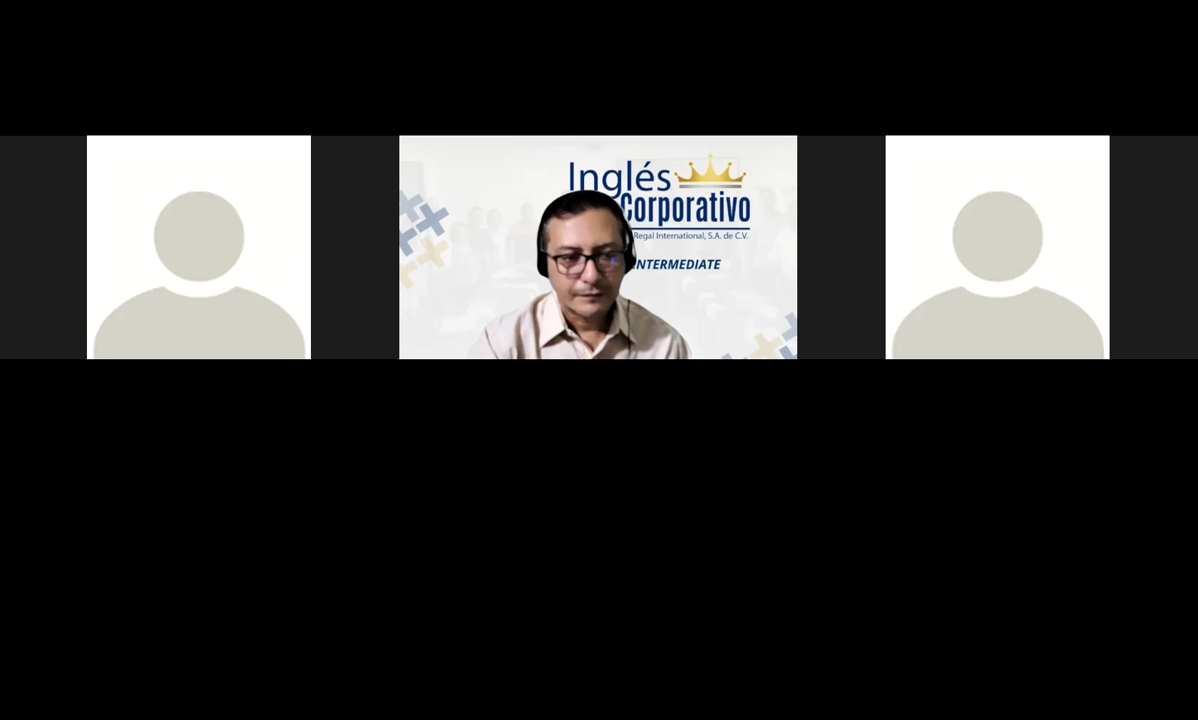 Inglés
Corporativo
Regal International, S.A. de C.V.
INTERMEDIATE